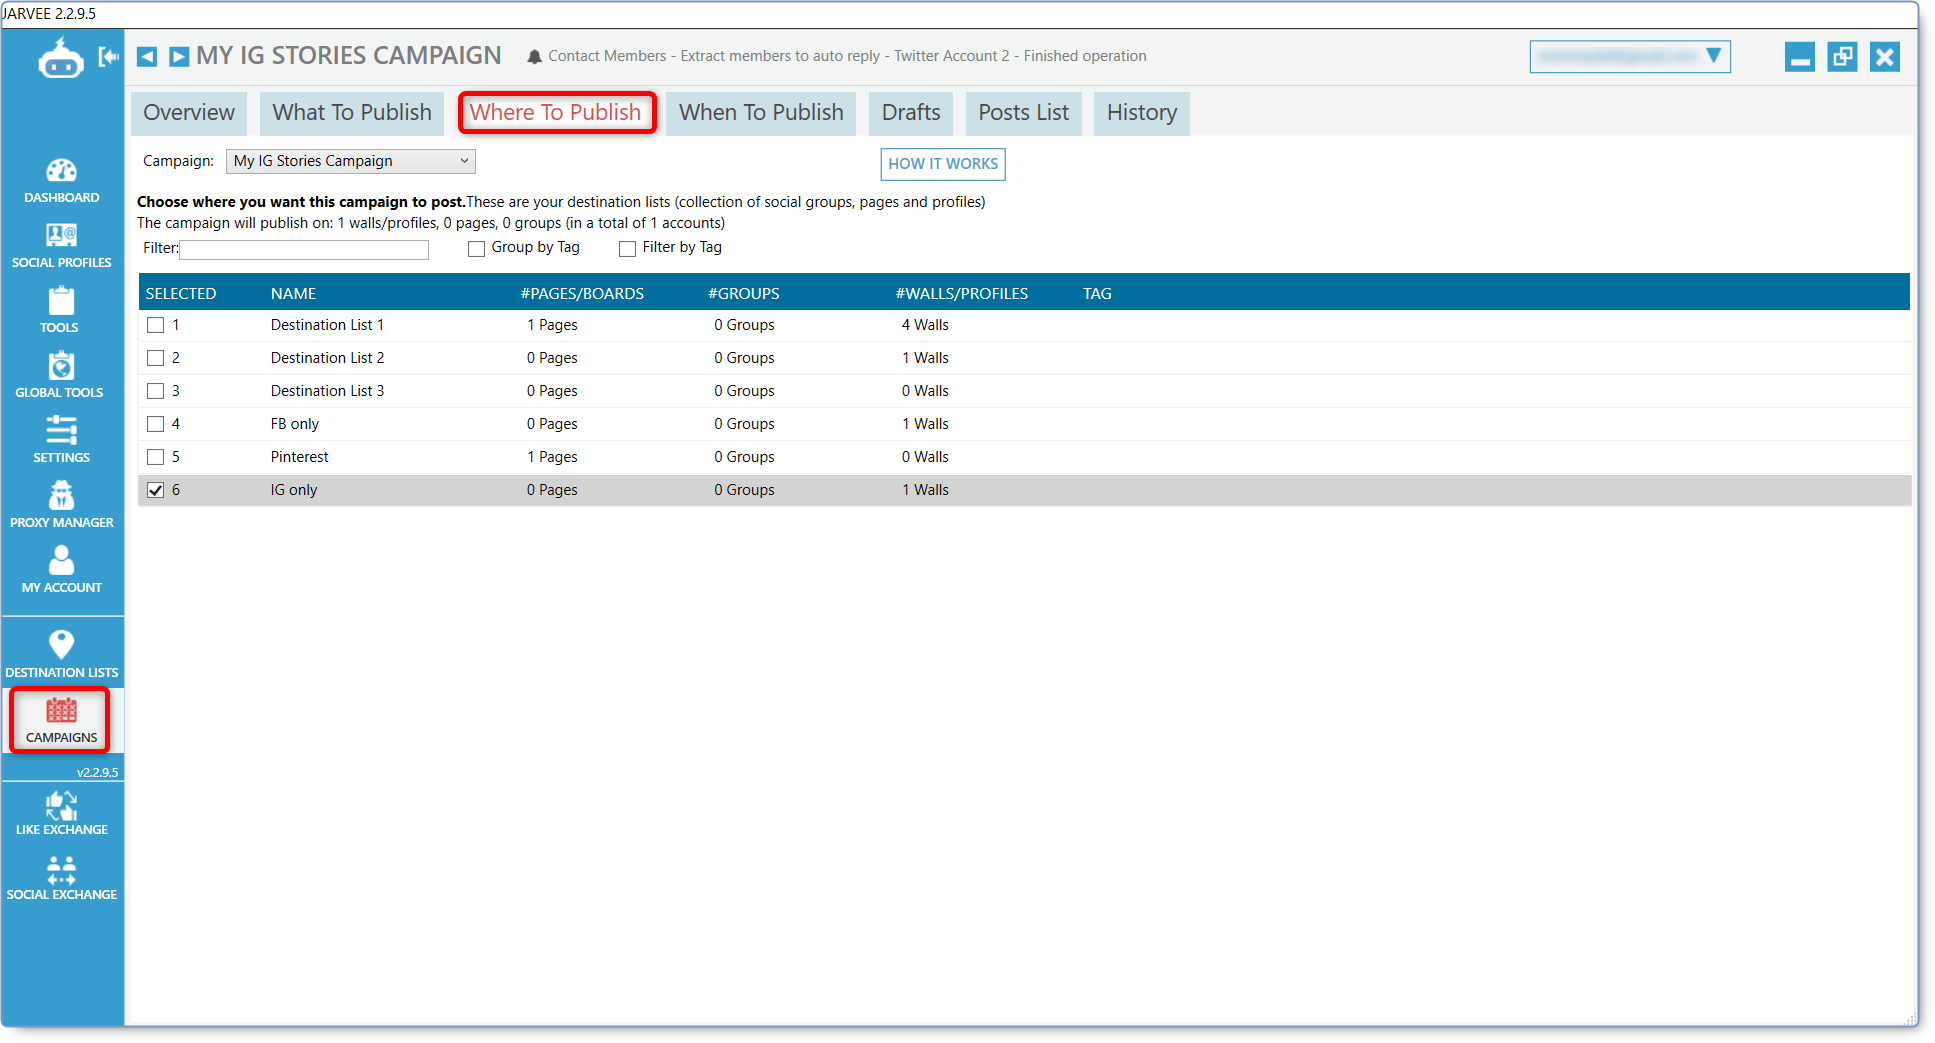 JARVEE 2.2.9.5
MY IG STORIES CAMPAIGN
Contact Members - Extract members to auto reply - Twitter Account 2 - Finished operation
Overview
What To Publish
Where To Publish
When To Publish
Drafts
Posts List
History
Campaign:
My IG Stories Campaign
HOW IT WORKS
Choose where you want this campaign to post.These are your destination lists (collection of social groups, pages and profiles)
The campaign will publish on: 1 walls/profiles, 0 pages, 0 groups (in a total of 1 accounts)
Filter:
Group by Tag
Filter by Tag
SELECTED NAME #PAGES/BOARDS #GROUPS #WALLS/PROFILES TAG
1 Destination List 1 1 Pages 0 Groups 4 Walls
2 Destination List 2 0 Pages 0 Groups 1 Walls
3 Destination List 3 0 Pages 0 Groups 0 Walls
4 FB only 0 Pages 0 Groups 1 Walls
5 Pinterest 1 Pages 0 Groups 0 Walls
6 IG only 0 Pages 0 Groups 1 Walls
DASHBOARD
SOCIAL PROFILES
TOOLS
GLOBAL TOOLS
SETTINGS
PROXY MANAGER
MY ACCOUNT
DESTINATION LISTS
CAMPAIGNS
v2.2.9.5
LIKE EXCHANGE
SOCIAL EXCHANGE